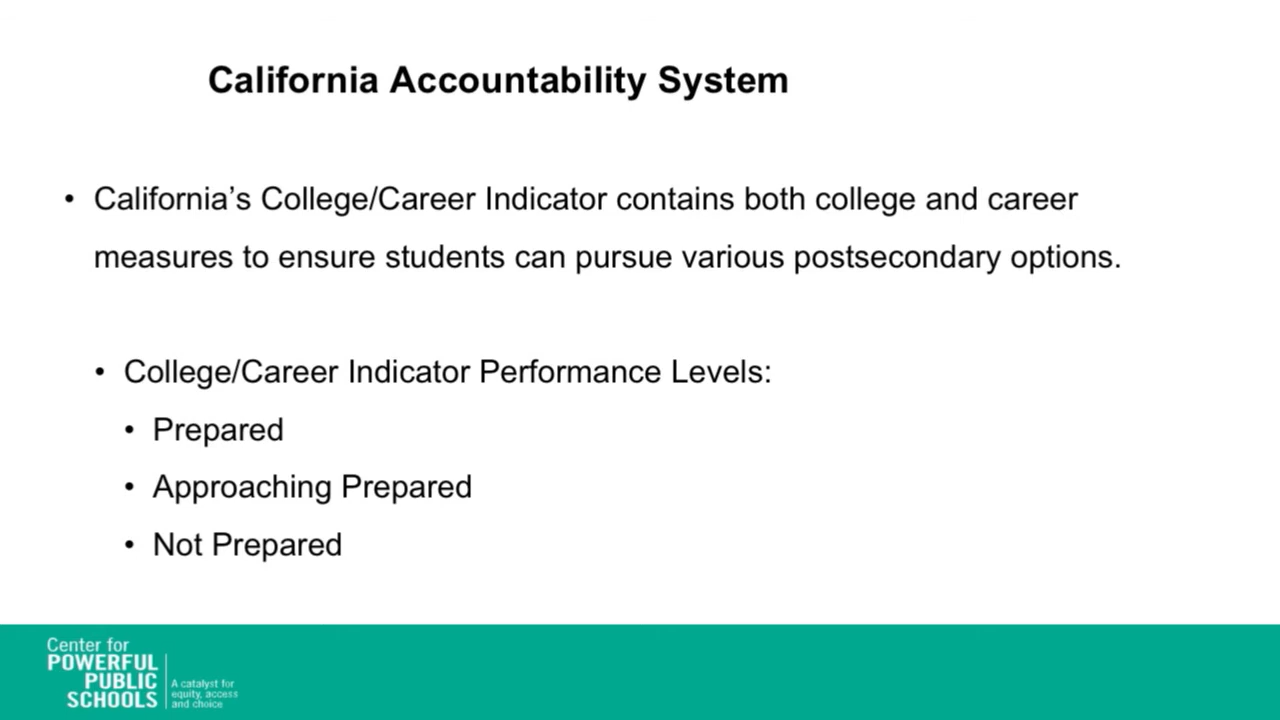 California Accountability System
• California’s College/Career Indicator contains both college and career
measures to ensure students can pursue various postsecondary options.
• College/Career Indicator Performance Levels:
• Prepared
• Approaching Prepared
• Not Prepared
Center for
POWERFUL
PUBLIC
SCHOOLS
A catalyst for
equity, access
and choice